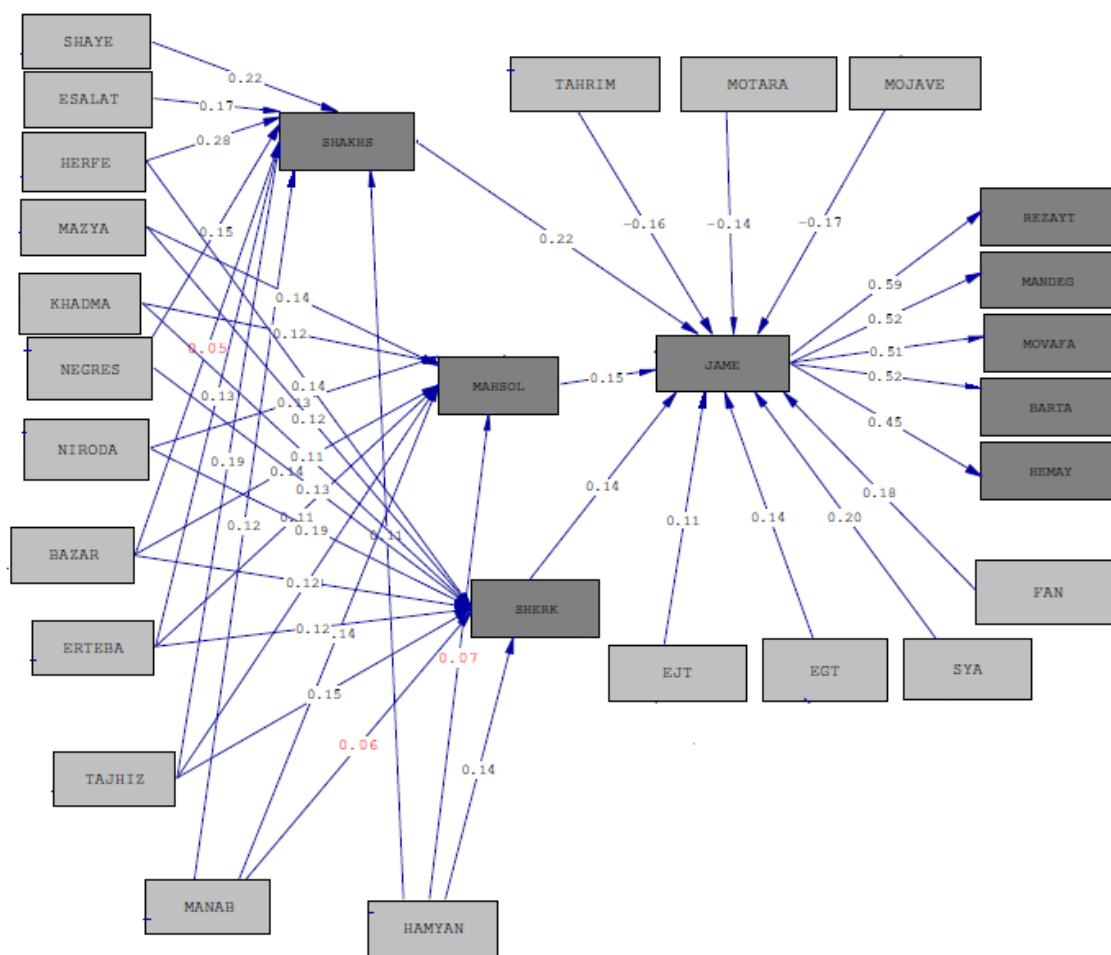 SHAYE
ESALAT
HERFE
MAZYA
KHADMA
NEGRES
NIRODA
BAZAR
ERTEBA
TAJHIZ
MANAB
HAMYAN
SHAKHS
MAHSOL
SHERK
TAHRIM
MOTARA
MOJAVE
JAME
EJT
EGT
SYA
FAN
REZAYT
MANDEG
MOVAFA
BARTA
HEMAY
0.22
0.17
0.28
0.15
0.05
0.13
0.19
0.12
0.11
0.14
0.12
0.13
0.14
0.13
0.11
0.14
0.07
0.14
0.12
0.11
0.19
0.12
0.12
0.15
0.06
0.14
0.22
0.15
0.14
-0.16
-0.14
-0.17
0.11
0.14
0.20
0.18
0.59
0.52
0.51
0.52
0.45